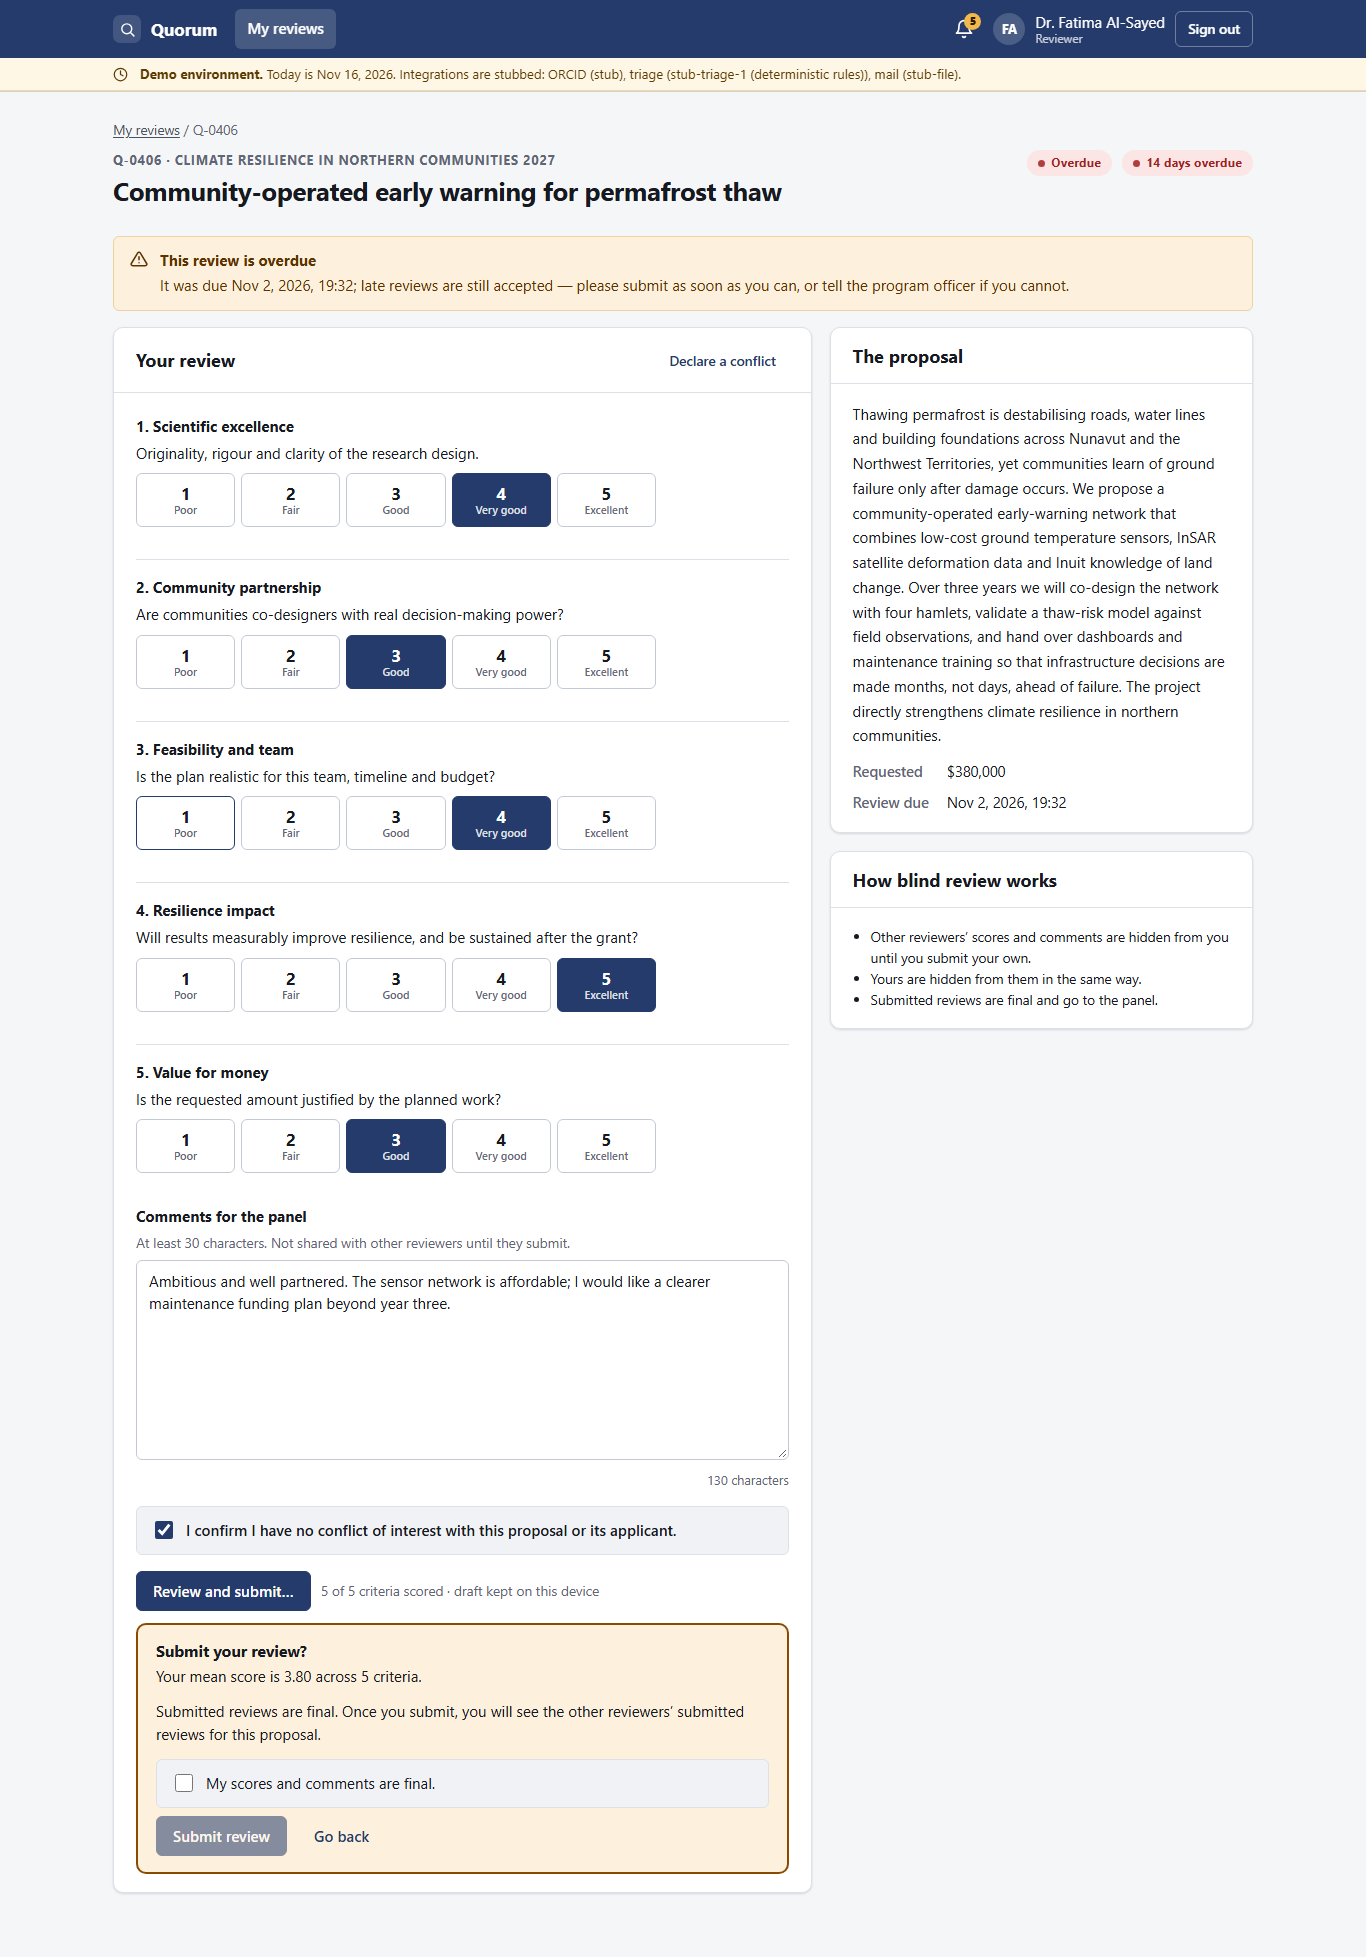 Quorum
My reviews
5
FA
Dr. Fatima Al-Sayed
Reviewer
Sign out
Demo environment. Today is Nov 16, 2026. Integrations are stubbed: ORCID (stub), triage (stub-triage-1 (deterministic rules)), mail (stub-file).
My reviews / Q-0406
Q-0406 · CLIMATE RESILIENCE IN NORTHERN COMMUNITIES 2027
Community-operated early warning for permafrost thaw
Overdue
14 days overdue
This review is overdue
It was due Nov 2, 2026, 19:32; late reviews are still accepted — please submit as soon as you can, or tell the program officer if you cannot.
Your review
Declare a conflict
1. Scientific excellence
Originality, rigour and clarity of the research design.
1 2 3 4 5
Poor Fair Good Very good Excellent
2. Community partnership
Are communities co-designers with real decision-making power?
1 2 3 4 5
Poor Fair Good Very good Excellent
3. Feasibility and team
Is the plan realistic for this team, timeline and budget?
1 2 3 4 5
Poor Fair Good Very good Excellent
4. Resilience impact
Will results measurably improve resilience, and be sustained after the grant?
1 2 3 4 5
Poor Fair Good Very good Excellent
5. Value for money
Is the requested amount justified by the planned work?
1 2 3 4 5
Poor Fair Good Very good Excellent
Comments for the panel
At least 30 characters. Not shared with other reviewers until they submit.
Ambitious and well partnered. The sensor network is affordable; I would like a clearer
maintenance funding plan beyond year three.
130 characters
I confirm I have no conflict of interest with this proposal or its applicant.
Review and submit...
5 of 5 criteria scored · draft kept on this device
Submit your review?
Your mean score is 3.80 across 5 criteria.
Submitted reviews are final. Once you submit, you will see the other reviewers' submitted
reviews for this proposal.
My scores and comments are final.
Submit review
Go back
The proposal
Thawing permafrost is destabilising roads, water lines
and building foundations across Nunavut and the
Northwest Territories, yet communities learn of ground
failure only after damage occurs. We propose a
community-operated early-warning network that
combines low-cost ground temperature sensors, InSAR
satellite deformation data and Inuit knowledge of land
change. Over three years we will co-design the network
with four hamlets, validate a thaw-risk model against
field observations, and hand over dashboards and
maintenance training so that infrastructure decisions are
made months, not days, ahead of failure. The project
directly strengthens climate resilience in northern
communities.
Requested $380,000
Review due Nov 2, 2026, 19:32
How blind review works
• Other reviewers' scores and comments are hidden from you
until you submit your own.
• Yours are hidden from them in the same way.
• Submitted reviews are final and go to the panel.